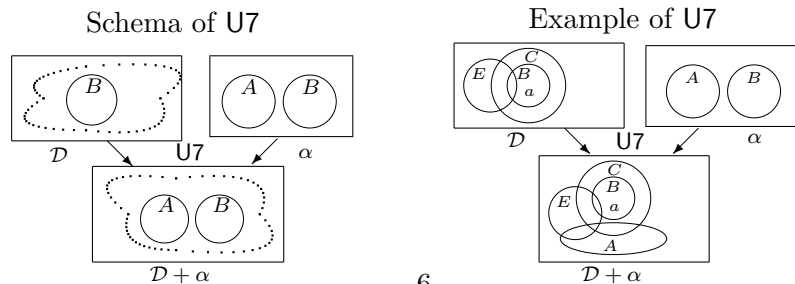 Schema of U7
B
A B
𝒟
U7
α
A B
𝒟 + α
Example of U7
E C
B
a
A B
𝒟
U7
α
C
E B
a
A
𝒟 + α
6